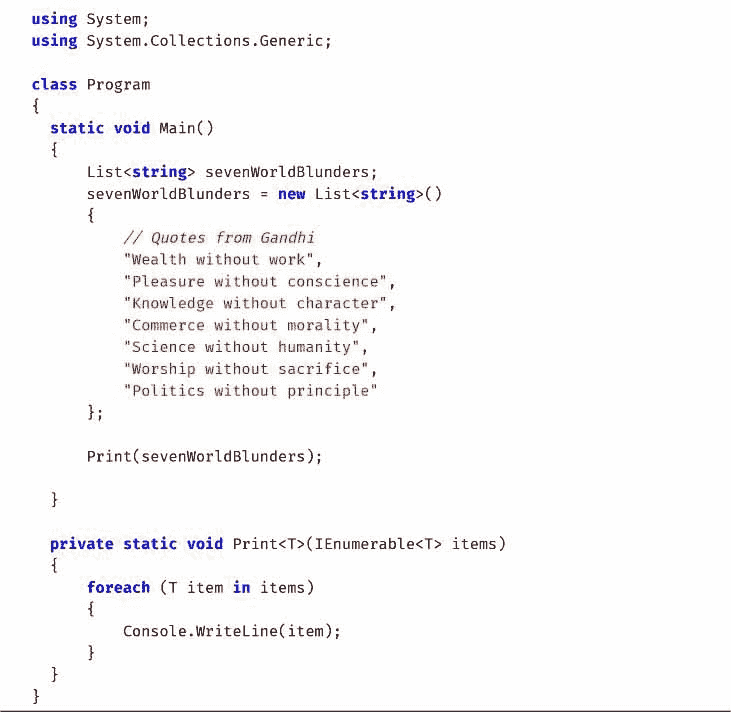 using System;
using System.Collections.Generic;

class Program
{
  static void Main()
  {
      List<string> sevenWorldBlunders;
      sevenWorldBlunders = new List<string>()
      {
          // Quotes from Gandhi
          "Wealth without work",
          "Pleasure without conscience",
          "Knowledge without character",
          "Commerce without morality",
          "Science without humanity",
          "Worship without sacrifice",
          "Politics without principle"
      };

      Print(sevenWorldBlunders);

  }

  private static void Print<T>(IEnumerable<T> items)
  {
      foreach (T item in items)
      {
          Console.WriteLine(item);
      }
  }
}